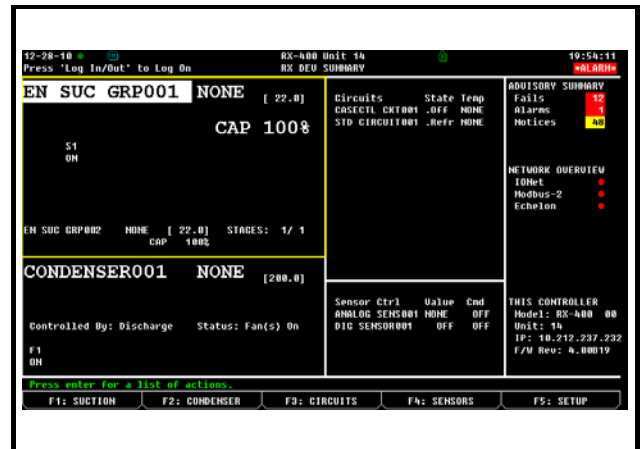 12-28-10 RX-400 Unit 14 19:54:11
Press 'Log In/Out' to Log On RX DEV SUMMARY *ALARM*
EN SUC GRP001 NONE [ 22.0]
CAP 100%
S1
ON
EN SUC GRP002 NONE [ 22.0] STAGES: 1/ 1
CAP 100%
CONDENSER001 NONE [200.0]
Controlled By: Discharge Status: Fan(s) On
F1
ON
Circuits State Temp
CASECTL CKT001 .Off NONE
STD CIRCUIT001 .Refr NONE
Sensor Ctrl Value Cmd
ANALOG SENS001 NONE OFF
DIG SENSOR001 OFF OFF
ADVISORY SUMMARY
Fails 12
Alarms 1
Notices 48
NETWORK OVERVIEW
IONet
Modbus-2
Echelon
THIS CONTROLLER
Model: RX-400 00
Unit: 14
IP: 10.212.237.232
F/W Rev: 4.00B19
Press enter for a list of actions.
F1: SUCTION F2: CONDENSER F3: CIRCUITS F4: SENSORS F5: SETUP